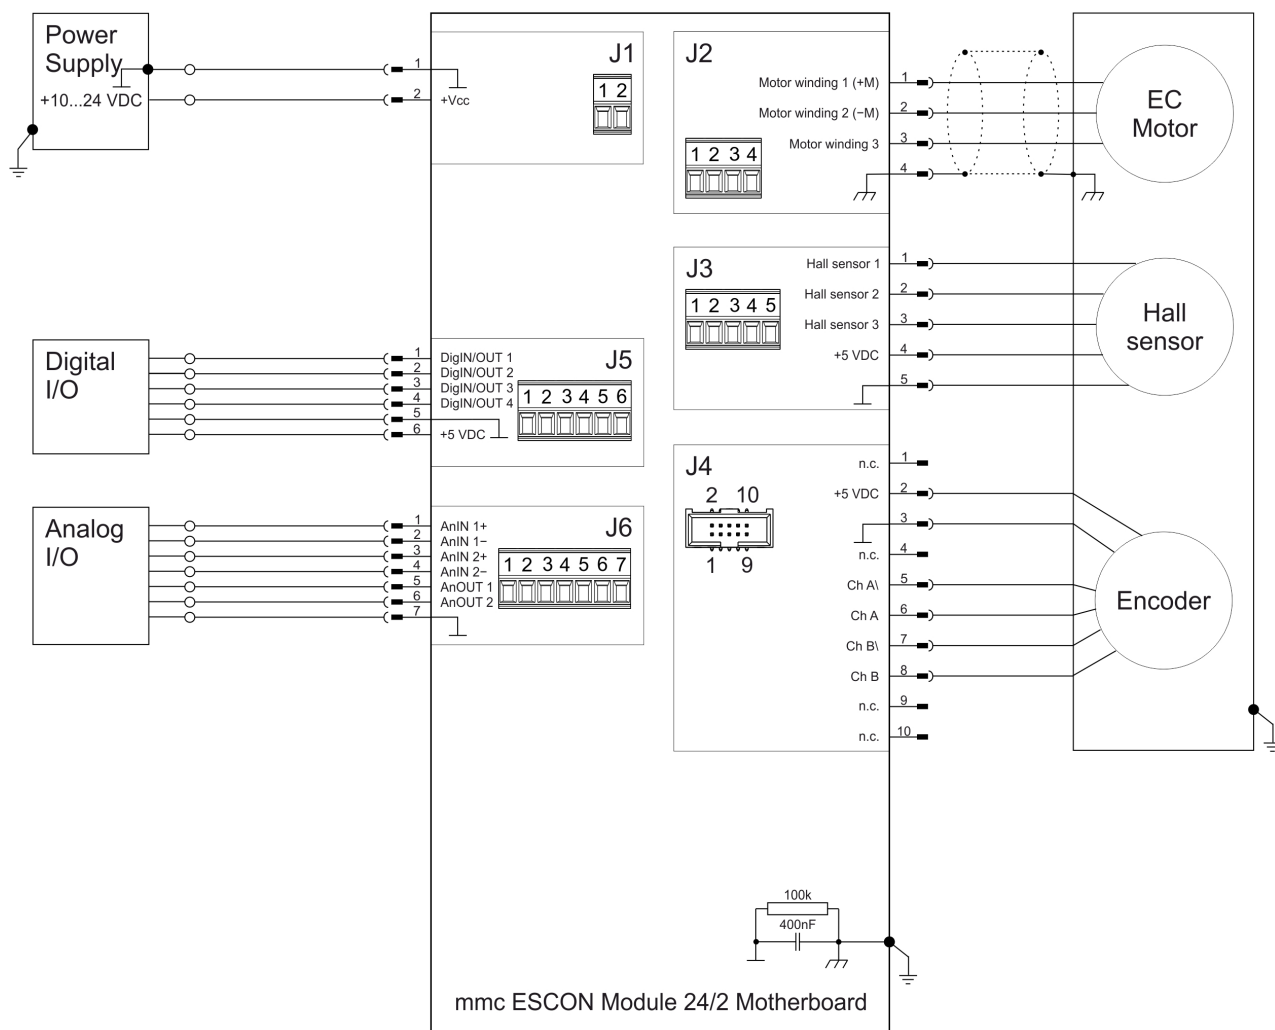 Power
Supply
+10...24 VDC
1
2
+Vcc
J1
1 2
J2
Motor winding 1 (+M)
Motor winding 2 (−M)
Motor winding 3
1 2 3 4
1
2
3
4
EC
Motor
J3
Hall sensor 1
Hall sensor 2
Hall sensor 3
+5 VDC
1 2 3 4 5
1
2
3
4
5
Hall
sensor
Digital
I/O
1
2
3
4
5
6
DigIN/OUT 1
DigIN/OUT 2
DigIN/OUT 3
DigIN/OUT 4
+5 VDC
J5
1 2 3 4 5 6
J4
2 10
1 9
n.c.
+5 VDC
n.c.
Ch A\
Ch A
Ch B\
Ch B
n.c.
n.c.
1
2
3
4
5
6
7
8
9
10
Encoder
Analog
I/O
1
2
3
4
5
6
7
AnIN 1+
AnIN 1−
AnIN 2+
AnIN 2−
AnOUT 1
AnOUT 2
J6
1 2 3 4 5 6 7
100k
400nF
mmc ESCON Module 24/2 Motherboard